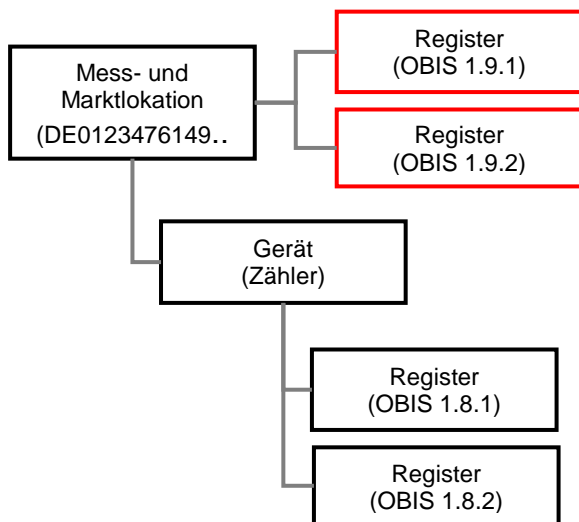 Mess- und
Marktlokation
(DE0123476149..
Register
(OBIS 1.9.1)
Register
(OBIS 1.9.2)
Gerät
(Zähler)
Register
(OBIS 1.8.1)
Register
(OBIS 1.8.2)